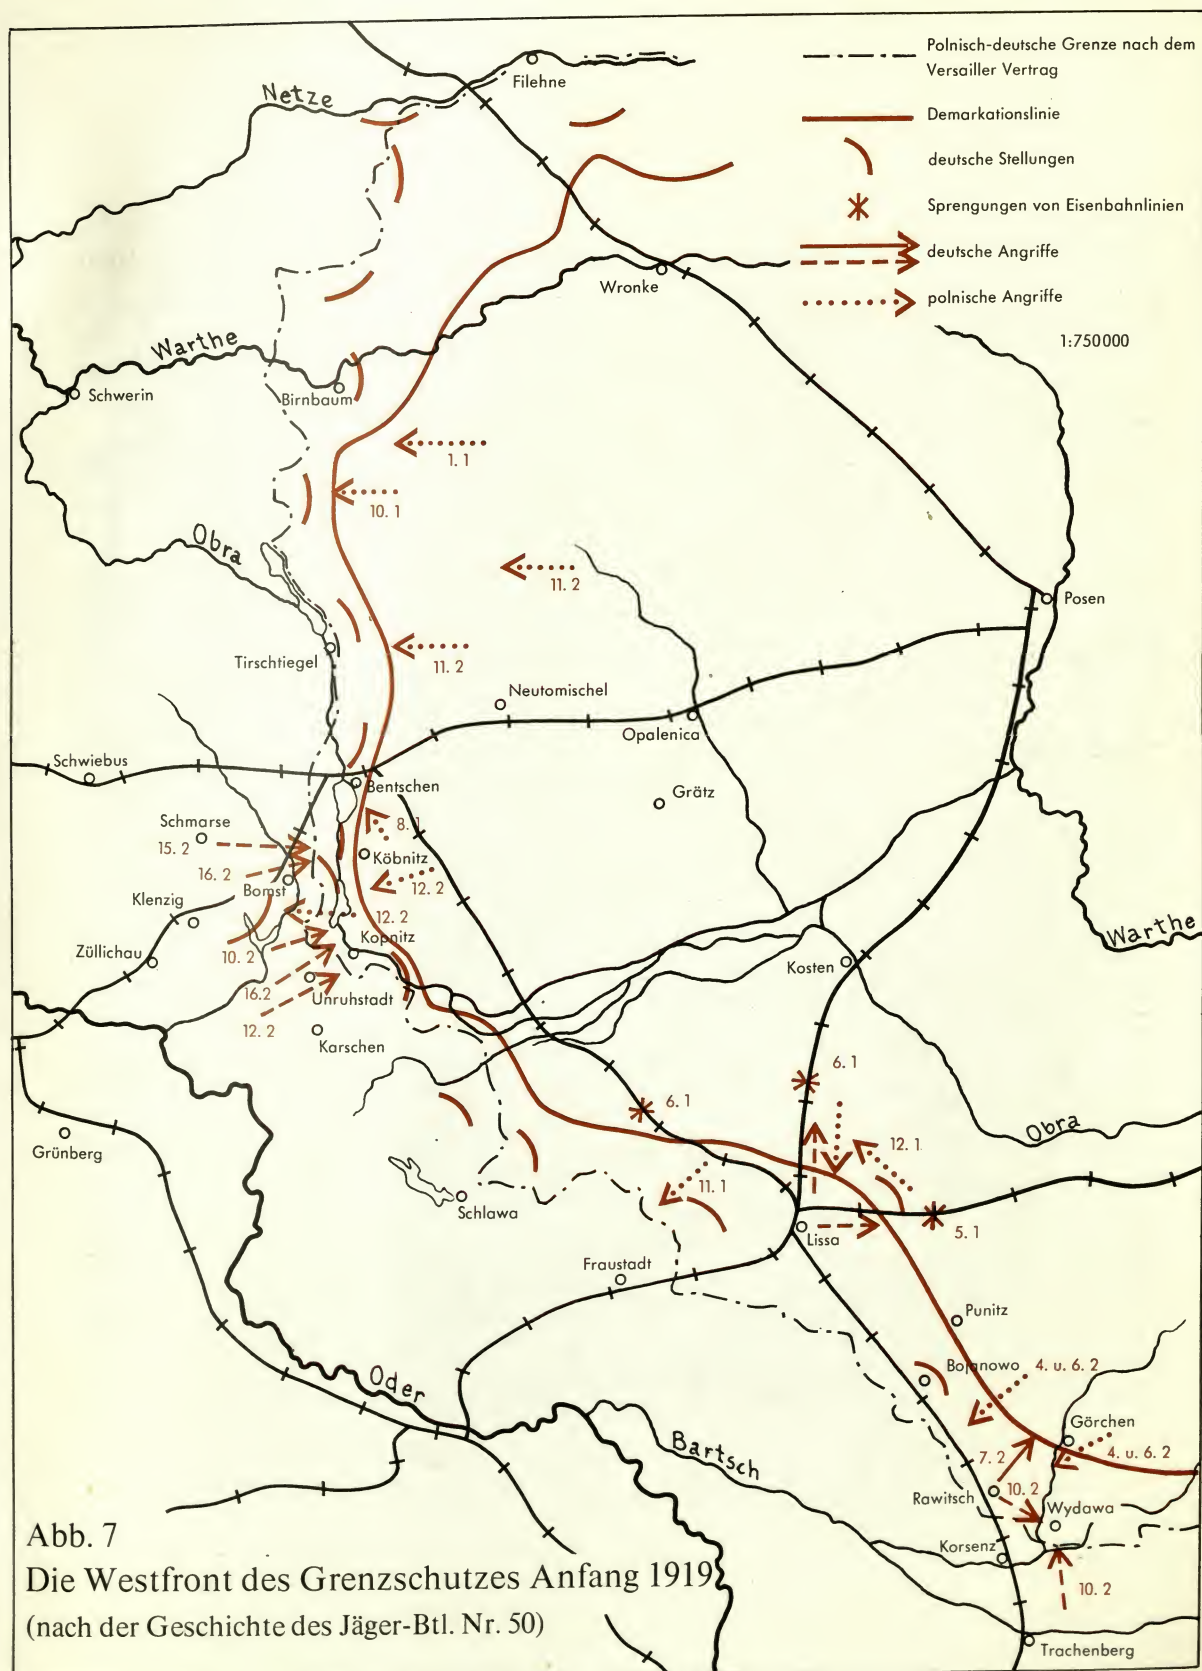 Polnisch-deutsche Grenze nach dem
Versailler Vertrag
Demarkationslinie
deutsche Stellungen
Sprengungen von Eisenbahnlinien
deutsche Angriffe
polnische Angriffe
1:750000
Filehne
Netze
Wronke
Warthe
Schwerin
Birnbaum
1. 1
10. 1
Obra
11. 2
Posen
Tirschtiegel
11. 2
Neutomischel
Opalenica
Schwiebus
Bentschen
Grätz
Schmarse
8. 1
15. 2
Köbnitz
16. 2
Bomst
12. 2
Klenzig
12. 2
Warthe
Kopnitz
Züllichau
10. 2
Kosten
16.2
Unruhstadt
12. 2
Karschen
6. 1
6. 1
Obra
Grünberg
12. 1
11. 1
Schlawa
Lissa
5. 1
Fraustadt
Punitz
Bojanowo
4. u. 6. 2
Oder
Görchen
Bartsch
7. 2
4. u. 6. 2
Rawitsch
10. 2
Wydawa
Korsenz
10. 2
Trachenberg
Abb. 7
Die Westfront des Grenzschutzes Anfang 1919
(nach der Geschichte des Jäger-Btl. Nr. 50)